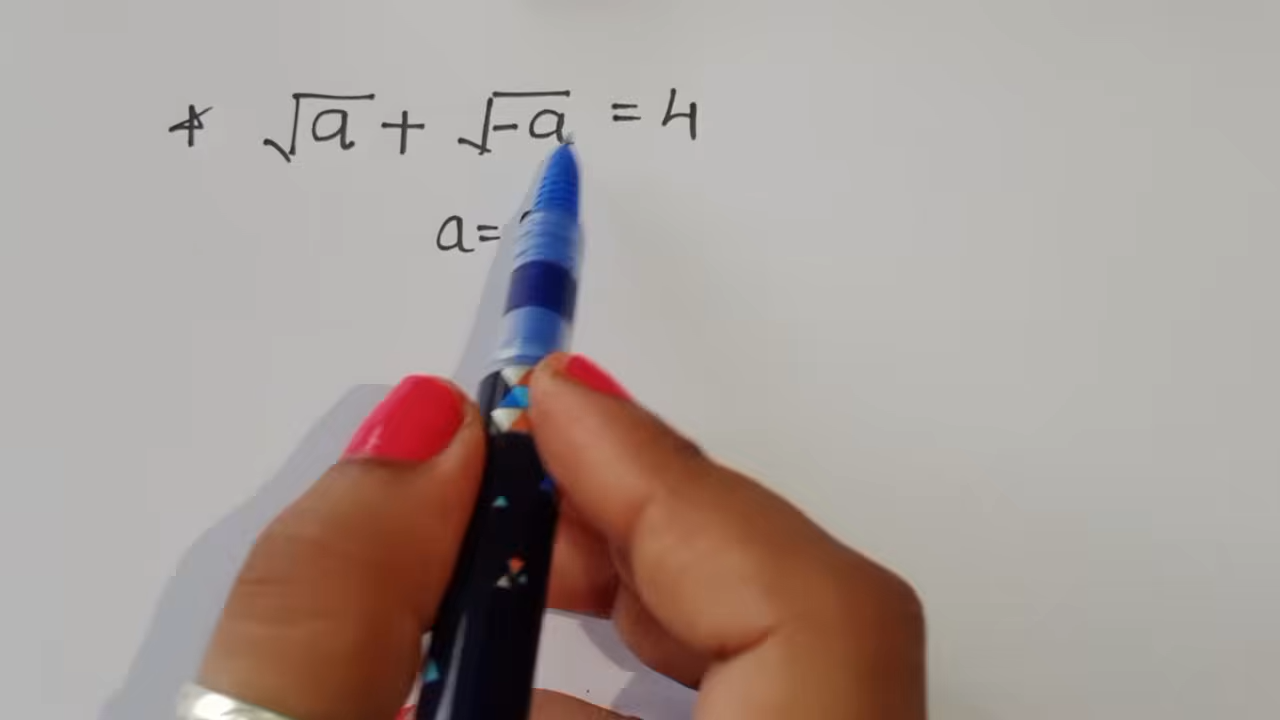 * √a + √-a = 4
a=